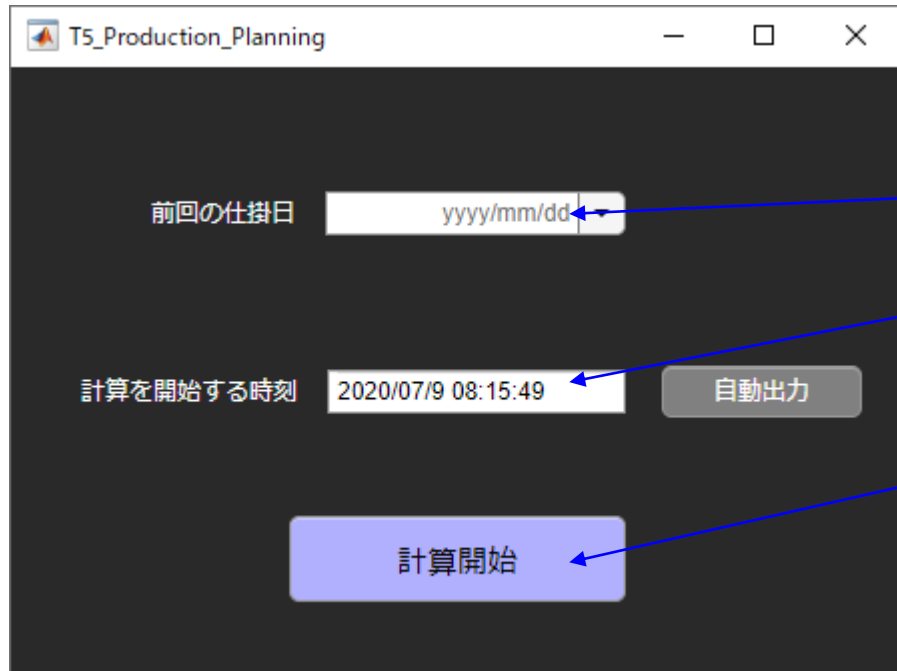 T5_Production_Planning
前回の仕掛日 yyyy/mm/dd
計算を開始する時刻 2020/07/9 08:15:49 自動出力
計算開始